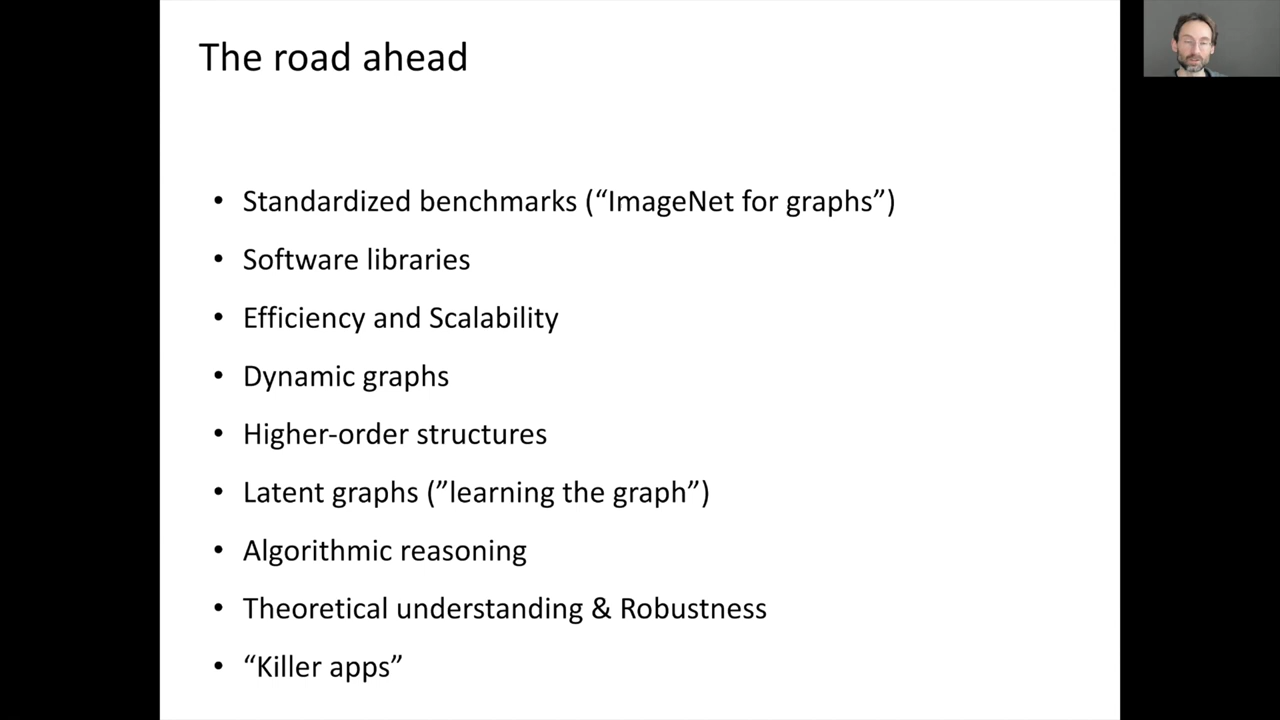 The road ahead
• Standardized benchmarks (“ImageNet for graphs”)
• Software libraries
• Efficiency and Scalability
• Dynamic graphs
• Higher-order structures
• Latent graphs (”learning the graph”)
• Algorithmic reasoning
• Theoretical understanding & Robustness
• “Killer apps”